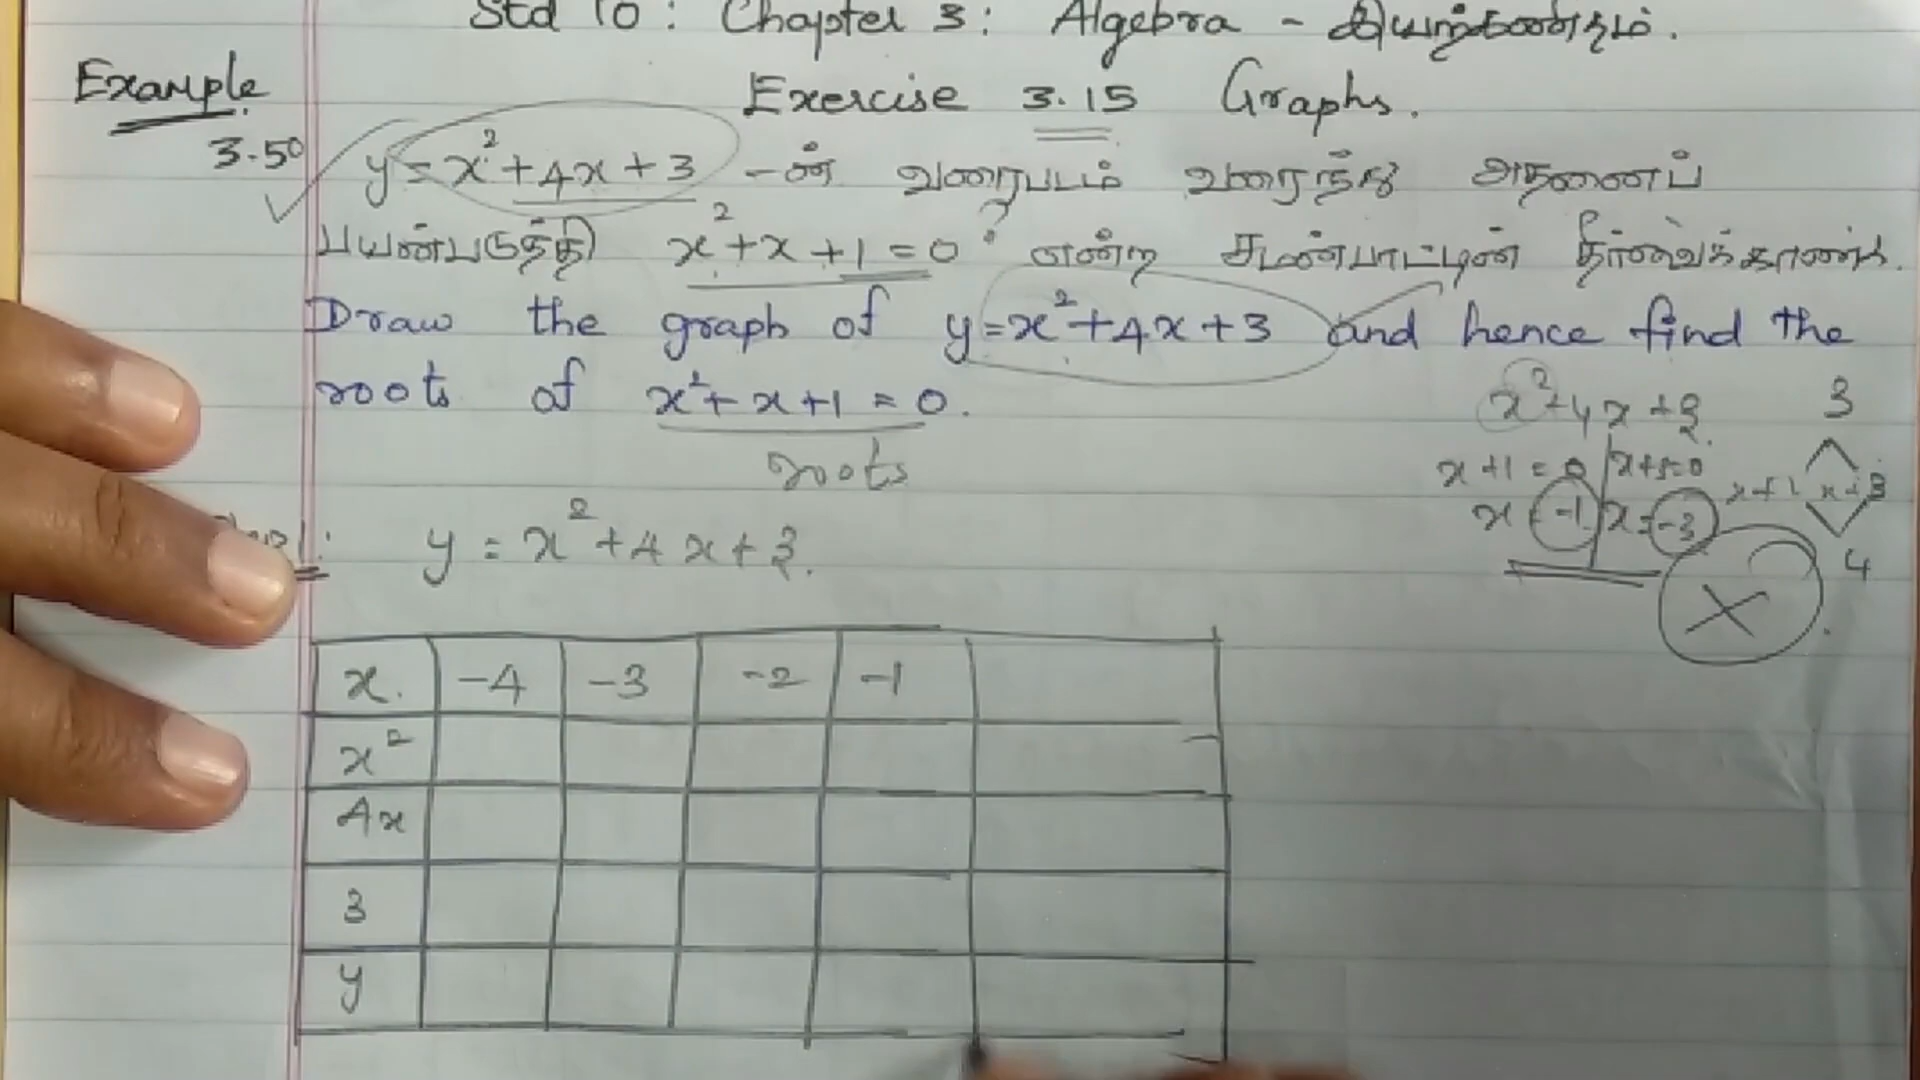 Std 10 : Chapter 3 : Algebra - இயற்கணிதம்.
Example 3.50
Exercise 3.15 Graphs.
y = x² + 4x + 3 -ன் வரைபடம் வரைந்து அதனைப்
பயன்படுத்தி x² + x + 1 = 0 என்ற சமன்பாட்டின் தீர்வைக் காண்க.
Draw the graph of y = x² + 4x + 3 and hence find the
roots of x² + x + 1 = 0.
roots
x² + 4x + 3
3
x + 1 = 0
x + 1 x + 3
x = -1 x = -3
4
y = x² + 4x + 3.
x. -4 -3 -2 -1
x²
4x
3
y